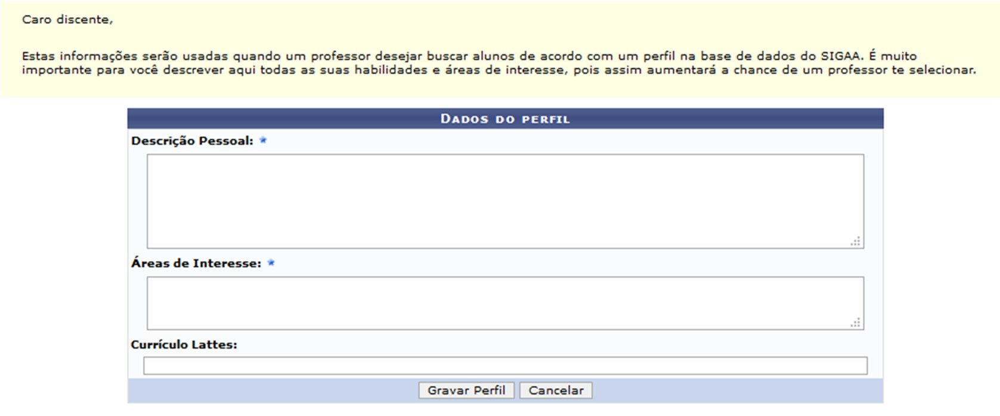 Caro discente,
Estas informações serão usadas quando um professor desejar buscar alunos de acordo com um perfil na base de dados do SIGAA. É muito
importante para você descrever aqui todas as suas habilidades e áreas de interesse, pois assim aumentará a chance de um professor te selecionar.
DADOS DO PERFIL
Descrição Pessoal:
Áreas de Interesse:
Currículo Lattes:
Gravar Perfil Cancelar